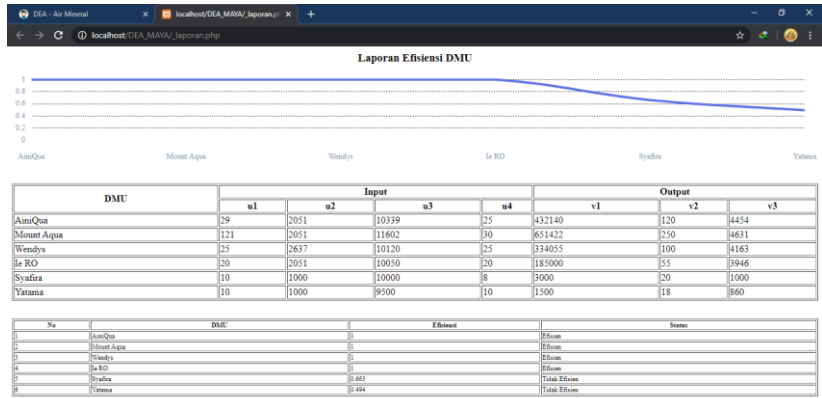 DEA - Air Mineral
localhost/DEA_MAYA/_laporan.p
localhost/DEA_MAYA/_laporan.php
Laporan Efisiensi DMU
1
0.8
0.6
0.4
0.2
0
AiniQua Mount Aqua Wendys Ie RO Syafira Yatama
DMU Input Output
u1 u2 u3 u4 v1 v2 v3
AiniQua 29 2051 10339 25 432140 120 4454
Mount Aqua 121 2051 11602 30 651422 250 4631
Wendys 25 2637 10120 25 334055 100 4163
Ie RO 20 2051 10050 20 185000 55 3946
Syafira 10 1000 10000 8 3000 20 1000
Yatama 10 1000 9500 10 1500 18 860
No DMU Efisiensi Status
1 AiniQua 1 Efisien
2 Mount Aqua 1 Efisien
3 Wendys 1 Efisien
4 Ie RO 1 Efisien
5 Syafira 0.663 Tidak Efisien
6 Yatama 0.494 Tidak Efisien